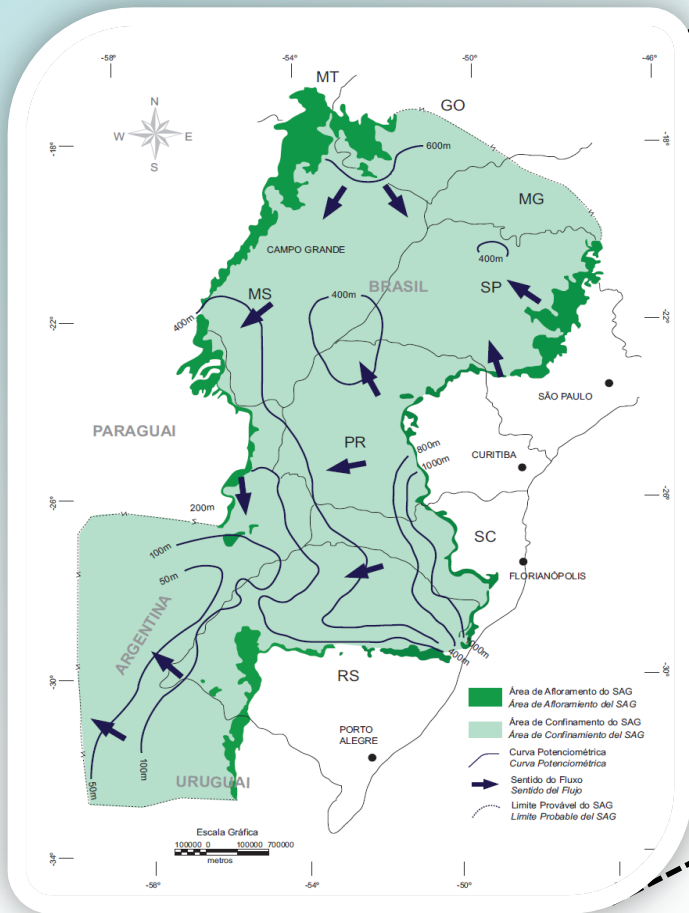 -58°
-54°
-50°
-46°
MT
GO
N
W
E
S
-18°
-18°
600m
MG
CAMPO GRANDE
400m
MS
BRASIL
SP
400m
400m
-22°
-22°
SÃO PAULO
PARAGUAI
PR
800m
1000m
CURITIBA
-26°
-26°
200m
SC
100m
50m
FLORIANÓPOLIS
ARGENTINA
400m
-30°
-30°
RS
Área de Afloramento do SAG
Área de Afloramiento del SAG
Área de Confinamento do SAG
Área de Confinamiento del SAG
PORTO
ALEGRE
Curva Potenciométrica
Curva Potenciométrica
100m
50m
URUGUAI
Sentido do Fluxo
Sentido del Flujo
Limite Provável do SAG
Límite Probable del SAG
Escala Gráfica
100000 0 100000 700000
metros
-34°
-58°
-54°
-50°